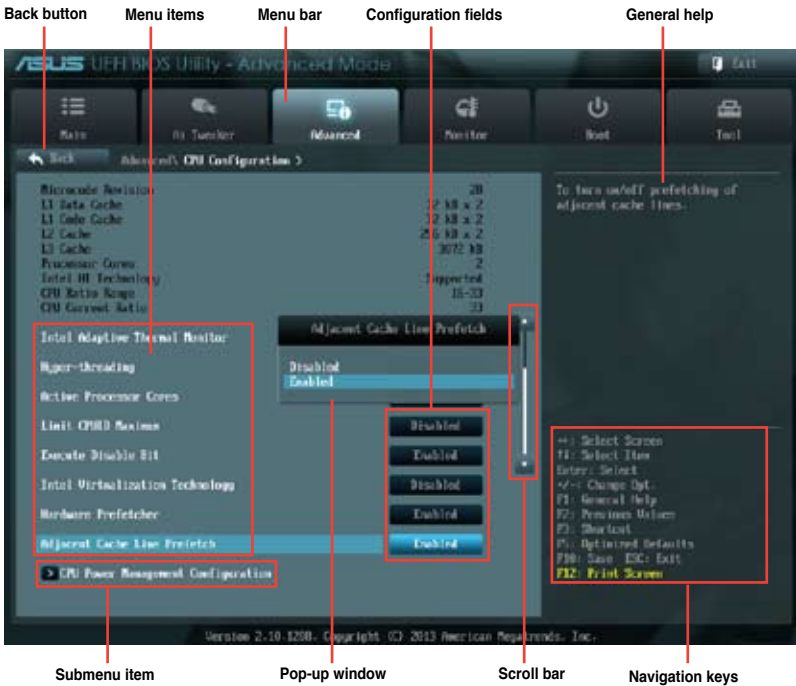 Back button
Menu items
Menu bar
Configuration fields
General help
ASUS UEFI BIOS Utility - Advanced Mode
Exit
Main
Ai Tweaker
Advanced
Monitor
Boot
Tool
Back
Advanced\ CPU Configuration >
Microcode Revision 20
L1 Data Cache 32 kB x 2
L1 Code Cache 32 kB x 2
L2 Cache 256 kB x 2
L3 Cache 3072 kB
Processor Cores 2
Intel HT Technology Supported
CPU Ratio Range 16-33
CPU Current Ratio 33
To turn on/off prefetching of
adjacent cache lines.
Intel Adaptive Thermal Monitor
Hyper-threading
Active Processor Cores
Adjacent Cache Line Prefetch
Disabled
Enabled
Limit CPUID Maximum Disabled
Execute Disable Bit Enabled
Intel Virtualization Technology Disabled
Hardware Prefetcher Enabled
Adjacent Cache Line Prefetch Enabled
> CPU Power Management Configuration
: Select Screen
: Select Item
Enter: Select
+/-: Change Opt.
F1: General Help
F2: Previous Values
F3: Shortcut
F5: Optimized Defaults
F10: Save ESC: Exit
F12: Print Screen
Version 2.10.1208. Copyright (C) 2013 American Megatrends, Inc.
Submenu item
Pop-up window
Scroll bar
Navigation keys